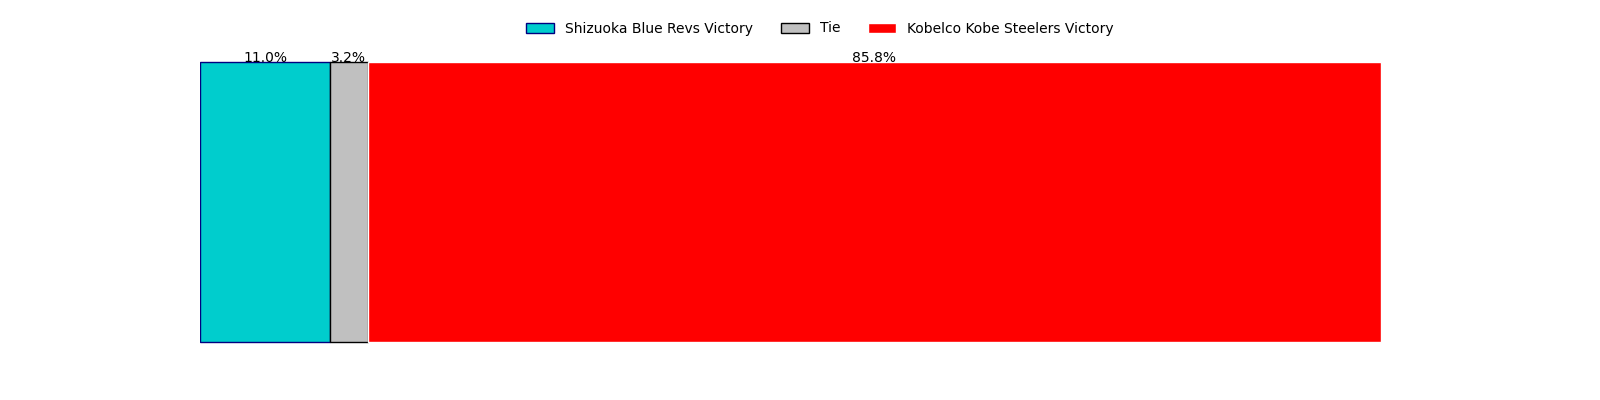 Shizuoka Blue Revs Victory Tie Kobelco Kobe Steelers Victory
11.0% 3.2% 85.8%